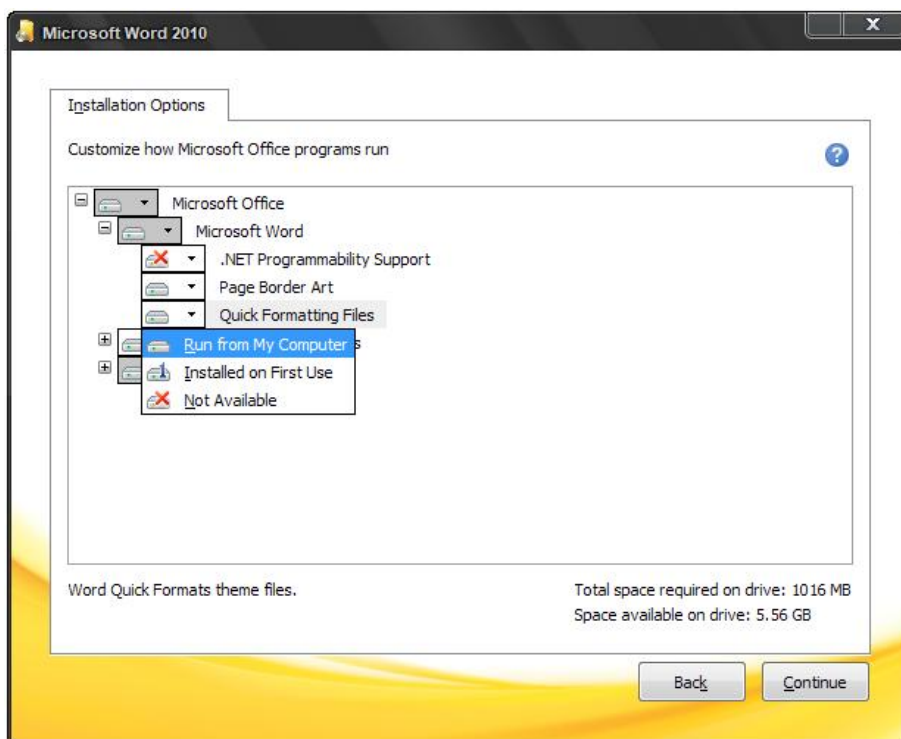 Microsoft Word 2010
X
Installation Options
Customize how Microsoft Office programs run
?
Microsoft Office
Microsoft Word
.NET Programmability Support
Page Border Art
Quick Formatting Files
Run from My Computer
Installed on First Use
Not Available
Word Quick Formats theme files.
Total space required on drive: 1016 MB
Space available on drive: 5.56 GB
Back
Continue